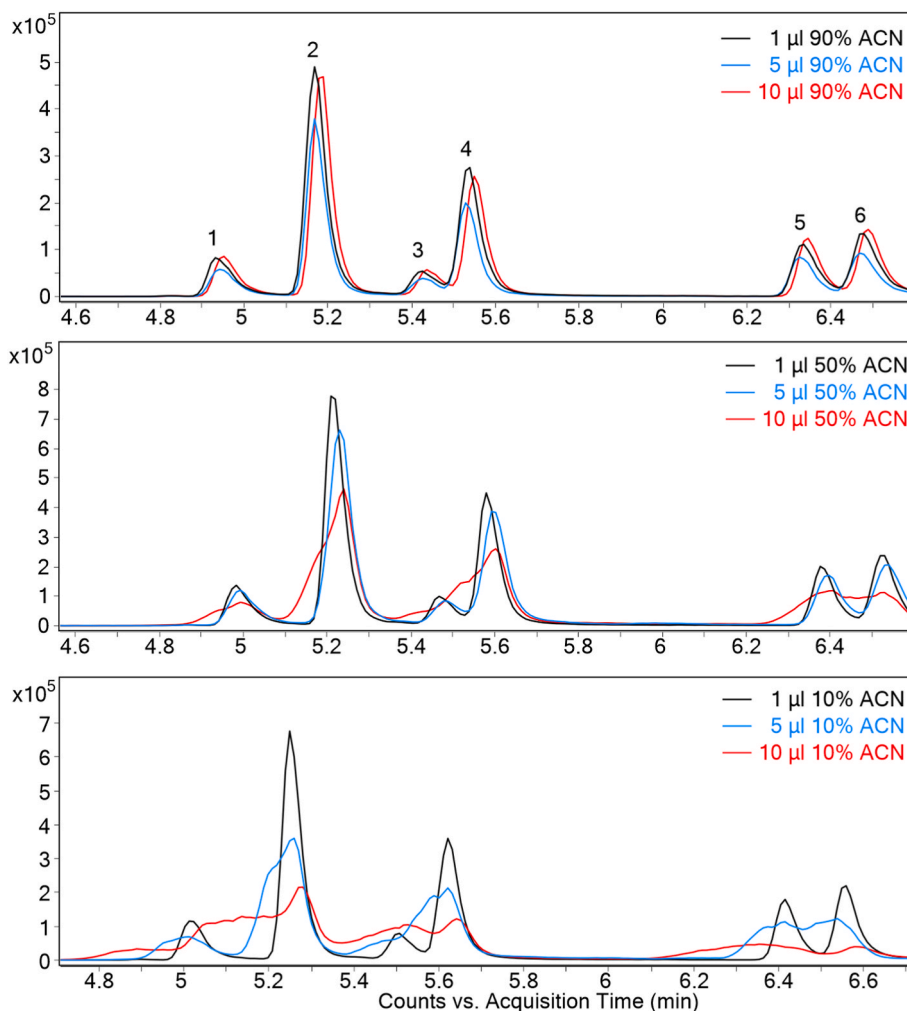 x10⁵
5
4
3
2
1
0
1
2
3
4
5
6
1 µl 90% ACN
5 µl 90% ACN
10 µl 90% ACN
4.6 4.8 5 5.2 5.4 5.6 5.8 6 6.2 6.4
x10⁵
8
7
6
5
4
3
2
1
0
1 µl 50% ACN
5 µl 50% ACN
10 µl 50% ACN
4.6 4.8 5 5.2 5.4 5.6 5.8 6 6.2 6.4
x10⁵
7
6
5
4
3
2
1
0
1 µl 10% ACN
5 µl 10% ACN
10 µl 10% ACN
4.8 5 5.2 5.4 5.6 5.8 6 6.2 6.4 6.6
Counts vs. Acquisition Time (min)